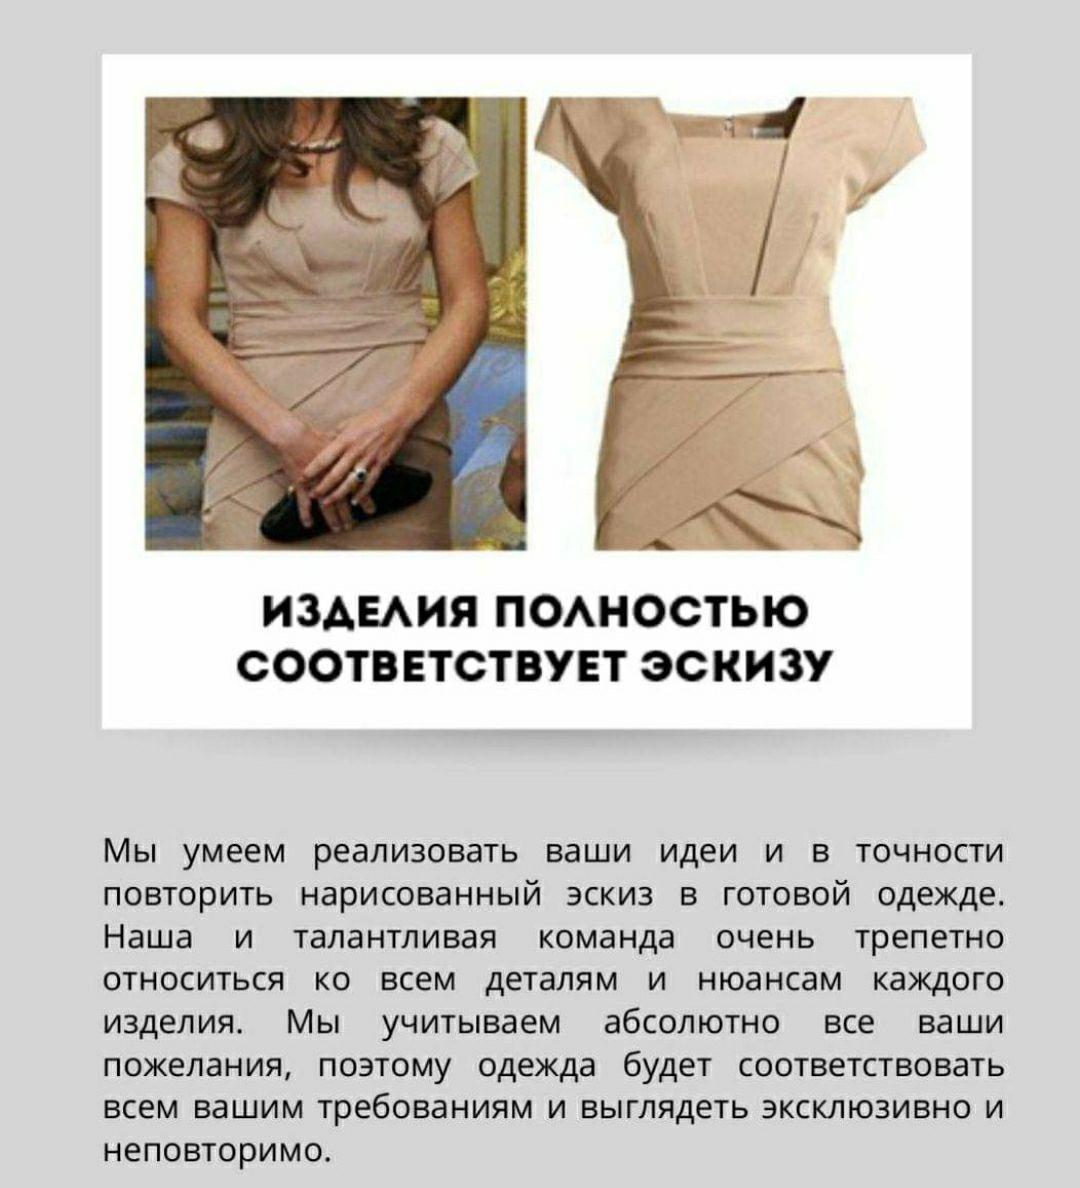 ИЗДЕЛИЯ ПОЛНОСТЬЮ
СООТВЕТСТВУЕТ ЭСКИЗУ
Мы умеем реализовать ваши идеи и в точности
повторить нарисованный эскиз в готовой одежде.
Наша и талантливая команда очень трепетно
относиться ко всем деталям и нюансам каждого
изделия. Мы учитываем абсолютно все ваши
пожелания, поэтому одежда будет соответствовать
всем вашим требованиям и выглядеть эксклюзивно и
неповторимо.